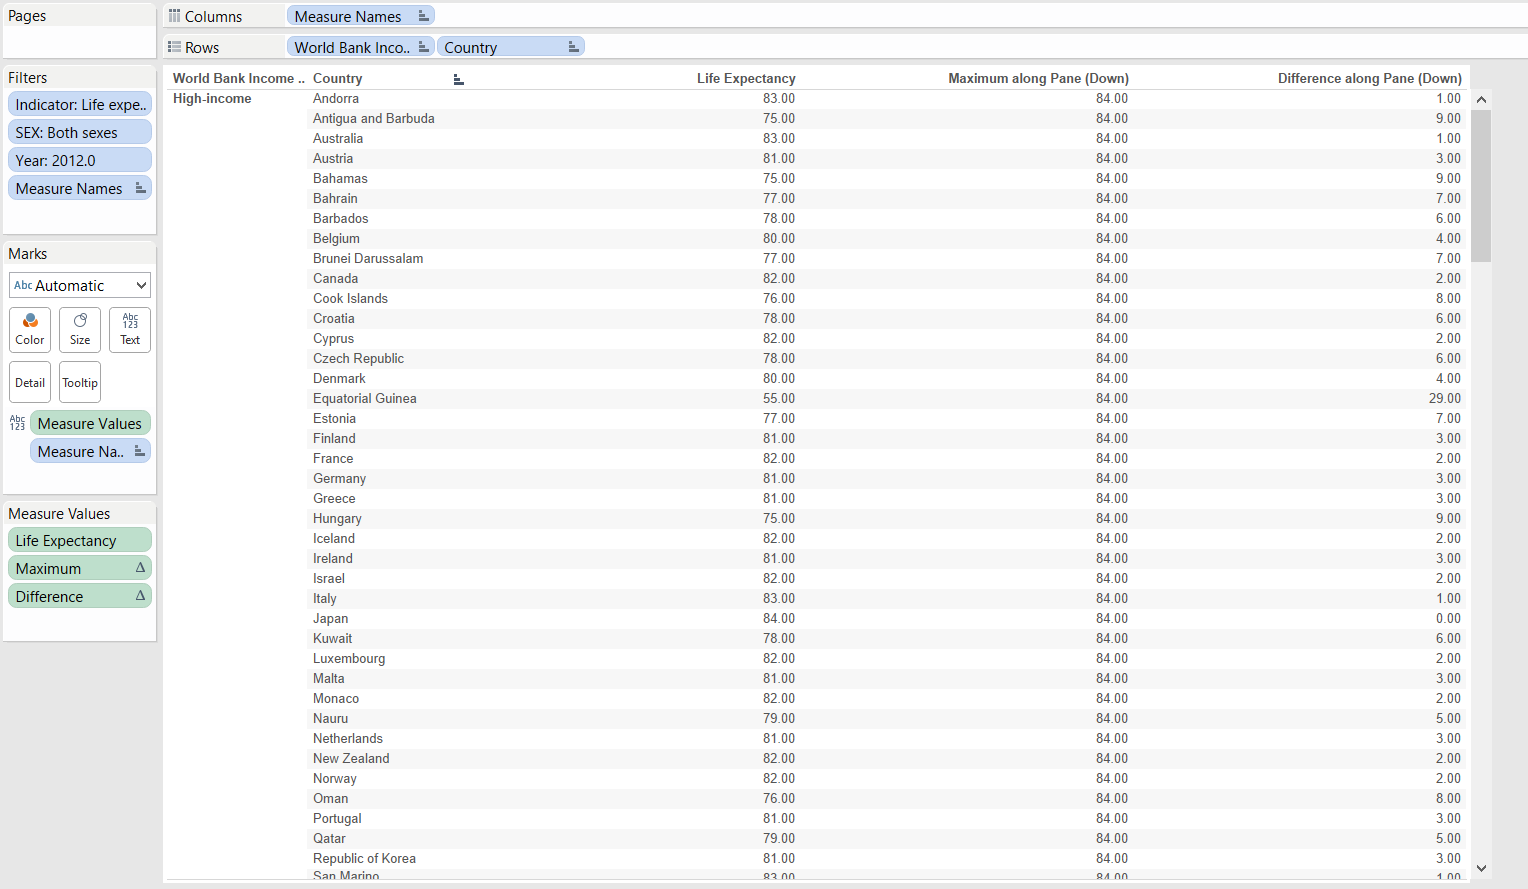 Pages
Columns
Measure Names
Rows
World Bank Inco..
Country
Filters
Indicator: Life expe..
SEX: Both sexes
Year: 2012.0
Measure Names
Marks
Abc Automatic
Color
Size
Abc
123
Text
Detail
Tooltip
Abc
123
Measure Values
Measure Na..
Measure Values
Life Expectancy
Maximum Δ
Difference Δ
World Bank Income .. Country Life Expectancy Maximum along Pane (Down) Difference along Pane (Down)
High-income Andorra 83.00 84.00 1.00
Antigua and Barbuda 75.00 84.00 9.00
Australia 83.00 84.00 1.00
Austria 81.00 84.00 3.00
Bahamas 75.00 84.00 9.00
Bahrain 77.00 84.00 7.00
Barbados 78.00 84.00 6.00
Belgium 80.00 84.00 4.00
Brunei Darussalam 77.00 84.00 7.00
Canada 82.00 84.00 2.00
Cook Islands 76.00 84.00 8.00
Croatia 78.00 84.00 6.00
Cyprus 82.00 84.00 2.00
Czech Republic 78.00 84.00 6.00
Denmark 80.00 84.00 4.00
Equatorial Guinea 55.00 84.00 29.00
Estonia 77.00 84.00 7.00
Finland 81.00 84.00 3.00
France 82.00 84.00 2.00
Germany 81.00 84.00 3.00
Greece 81.00 84.00 3.00
Hungary 75.00 84.00 9.00
Iceland 82.00 84.00 2.00
Ireland 81.00 84.00 3.00
Israel 82.00 84.00 2.00
Italy 83.00 84.00 1.00
Japan 84.00 84.00 0.00
Kuwait 78.00 84.00 6.00
Luxembourg 82.00 84.00 2.00
Malta 81.00 84.00 3.00
Monaco 82.00 84.00 2.00
Nauru 79.00 84.00 5.00
Netherlands 81.00 84.00 3.00
New Zealand 82.00 84.00 2.00
Norway 82.00 84.00 2.00
Oman 76.00 84.00 8.00
Portugal 81.00 84.00 3.00
Qatar 79.00 84.00 5.00
Republic of Korea 81.00 84.00 3.00
San Marino 83.00 84.00 1.00